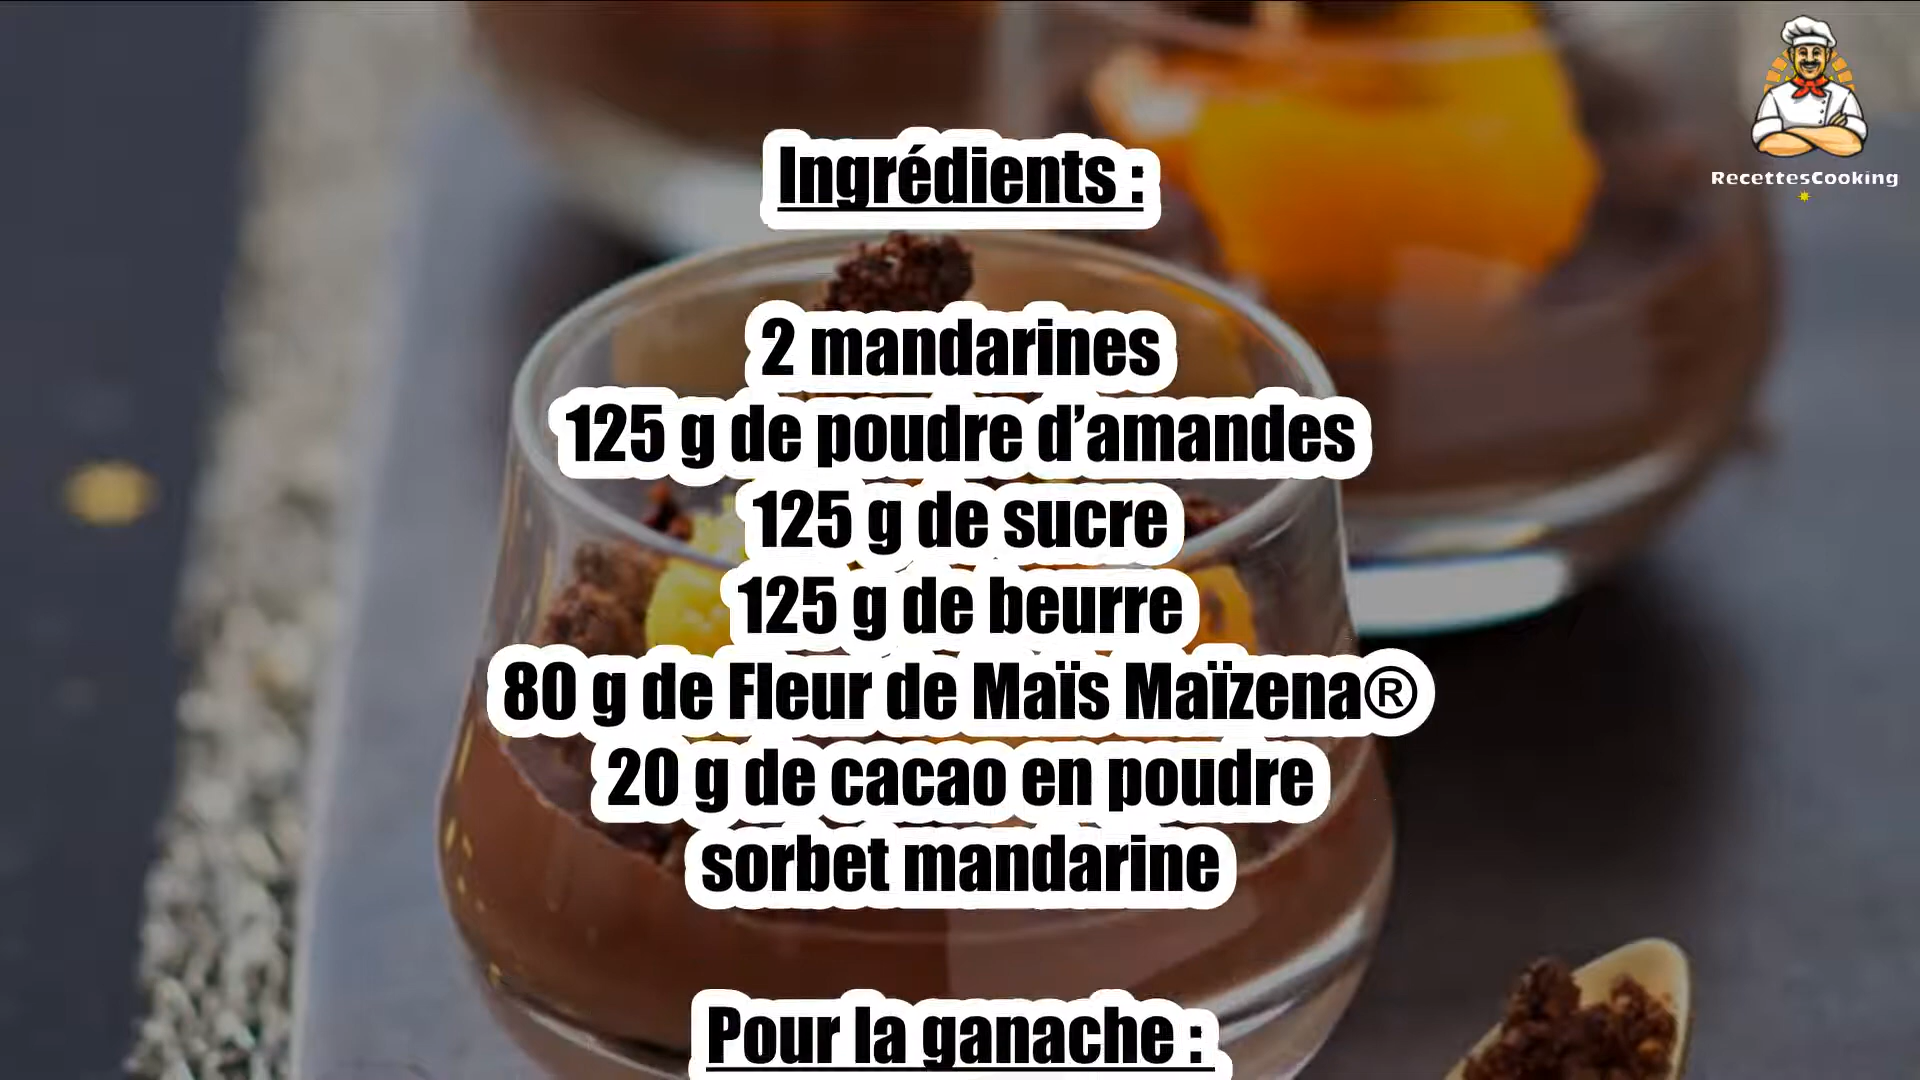 RecettesCooking
Ingrédients :
2 mandarines
125 g de poudre d’amandes
125 g de sucre
125 g de beurre
80 g de Fleur de Maïs Maïzena®
20 g de cacao en poudre
sorbet mandarine
Pour la ganache :